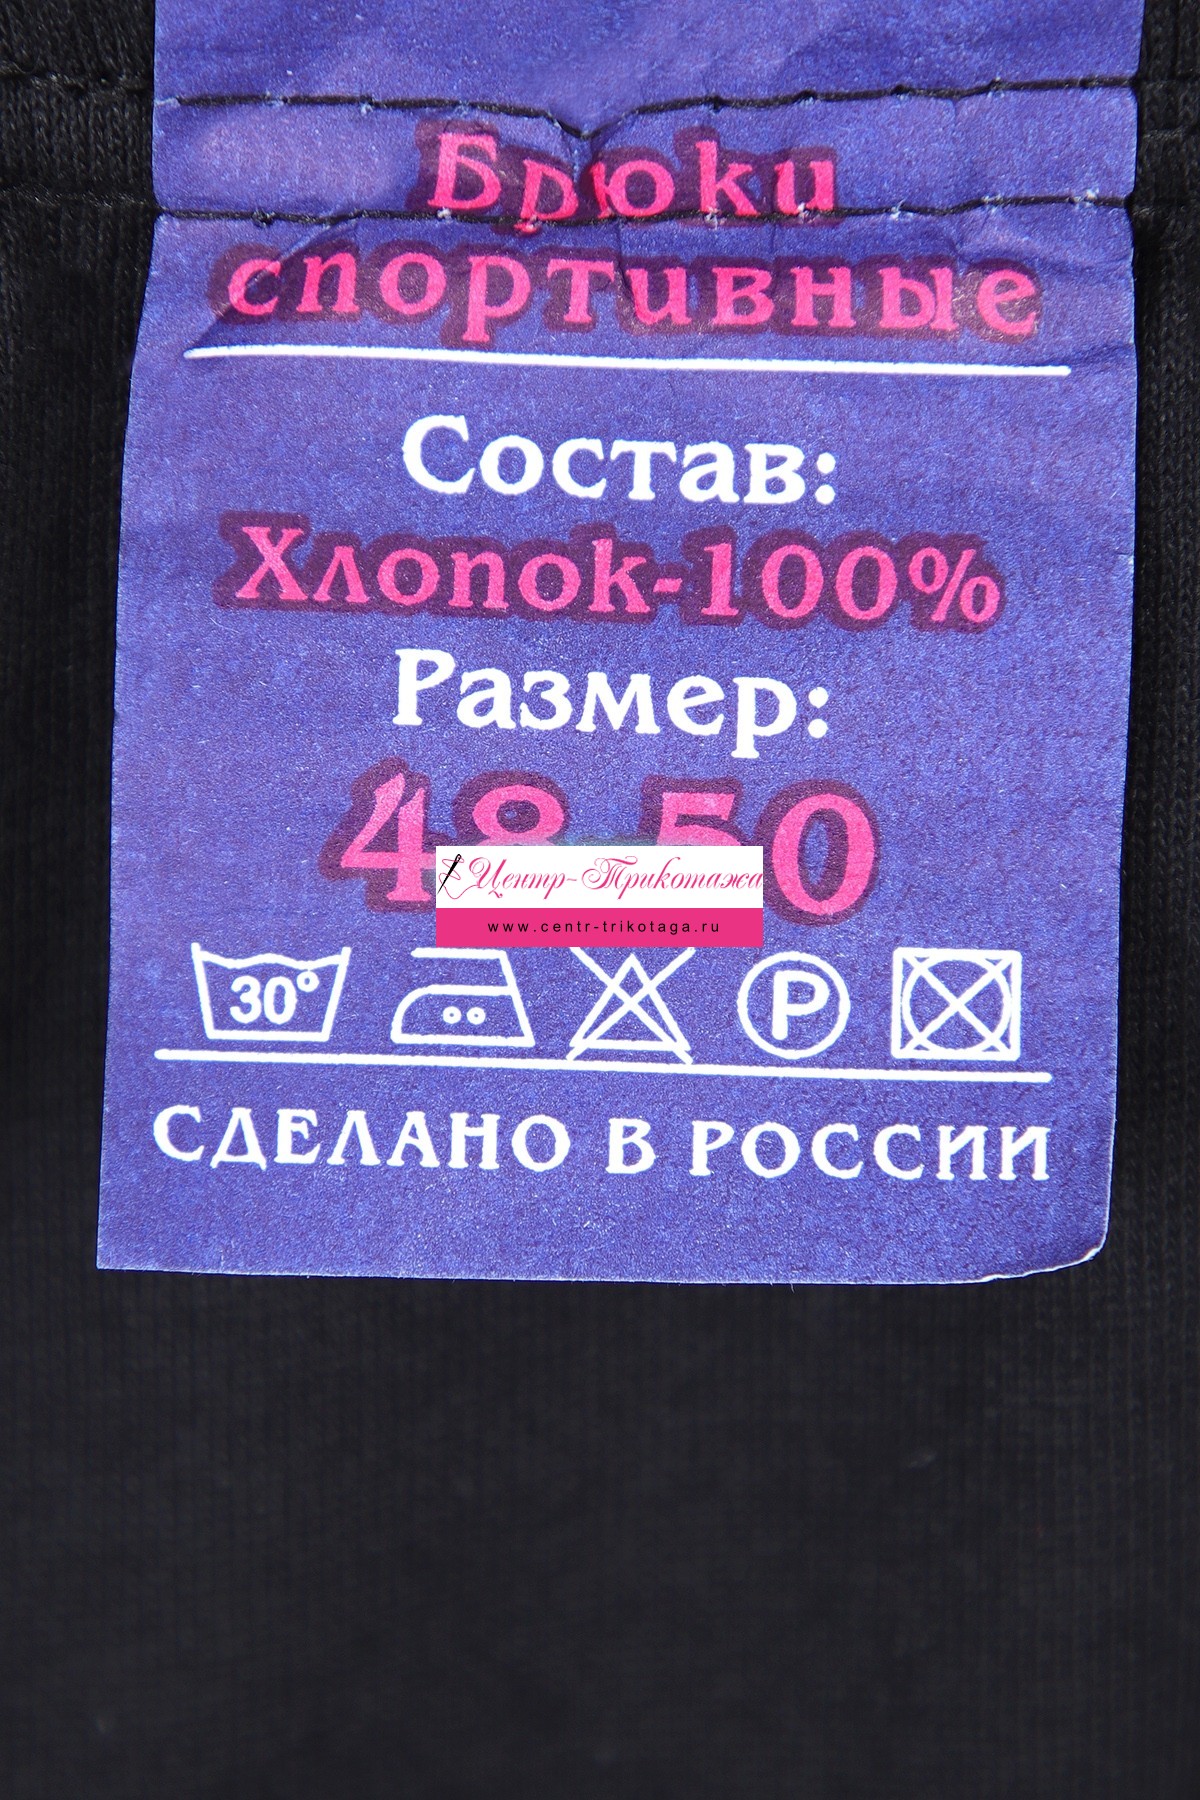 Брюки
спортивные
Состав:
Хлопок-100%
Размер:
48-50
Центр-Трикотажа
www.centr-trikotaga.ru
30°
P
СДЕЛАНО В РОССИИ